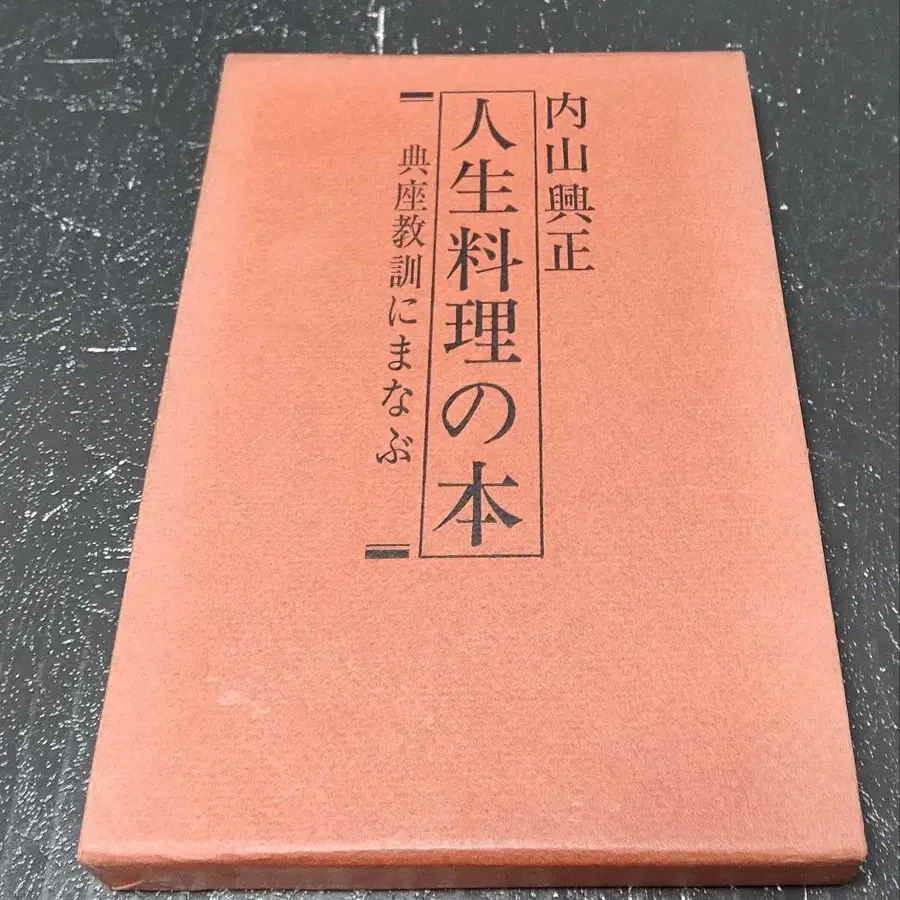 内山興正
人生料理の本
典座教訓にまなぶ